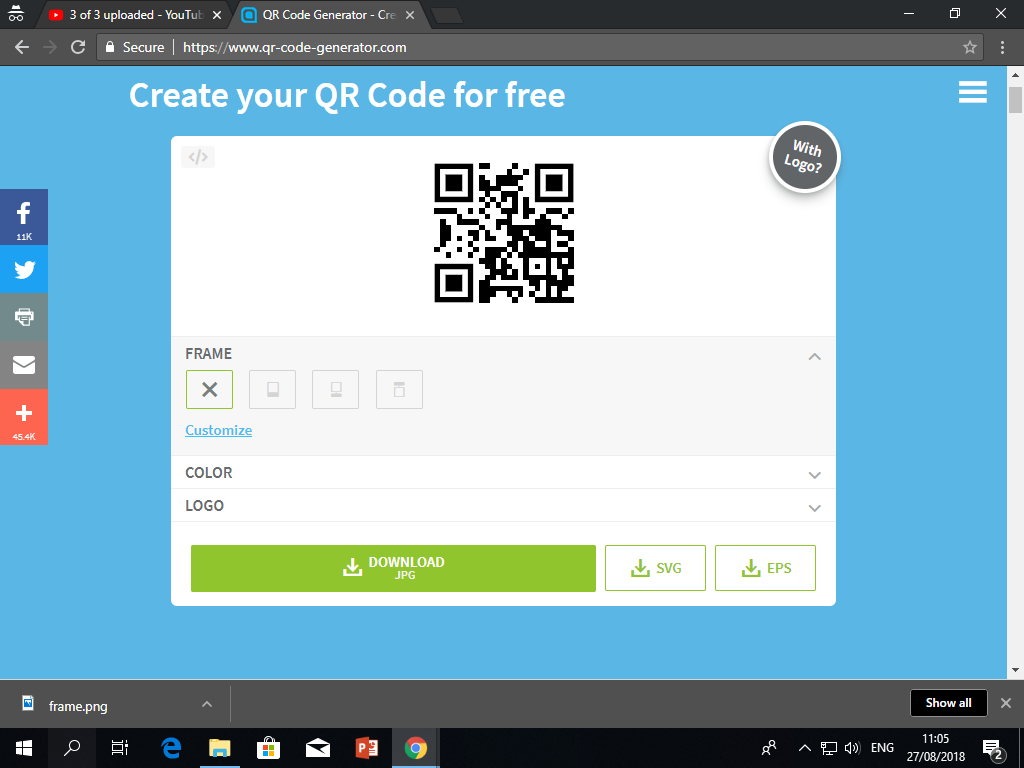 3 of 3 uploaded - YouTub
QR Code Generator - Cre
Secure
https://www.qr-code-generator.com
Create your QR Code for free
</>
With
Logo?
11K
45.4K
FRAME
Customize
COLOR
LOGO
DOWNLOAD
JPG
SVG
EPS
frame.png
Show all
ENG
11:05
27/08/2018
2